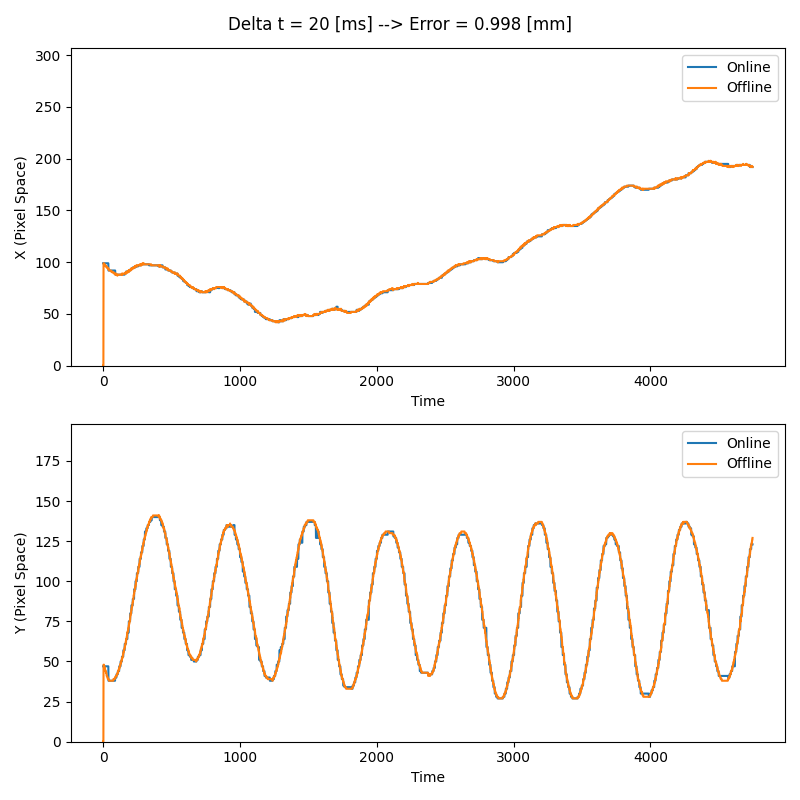 Delta t = 20 [ms] --> Error = 0.998 [mm]
300
250
200
150
100
50
0
X (Pixel Space)
Online
Offline
0 1000 2000 3000 4000
Time
175
150
125
100
75
50
25
0
Y (Pixel Space)
Online
Offline
0 1000 2000 3000 4000
Time